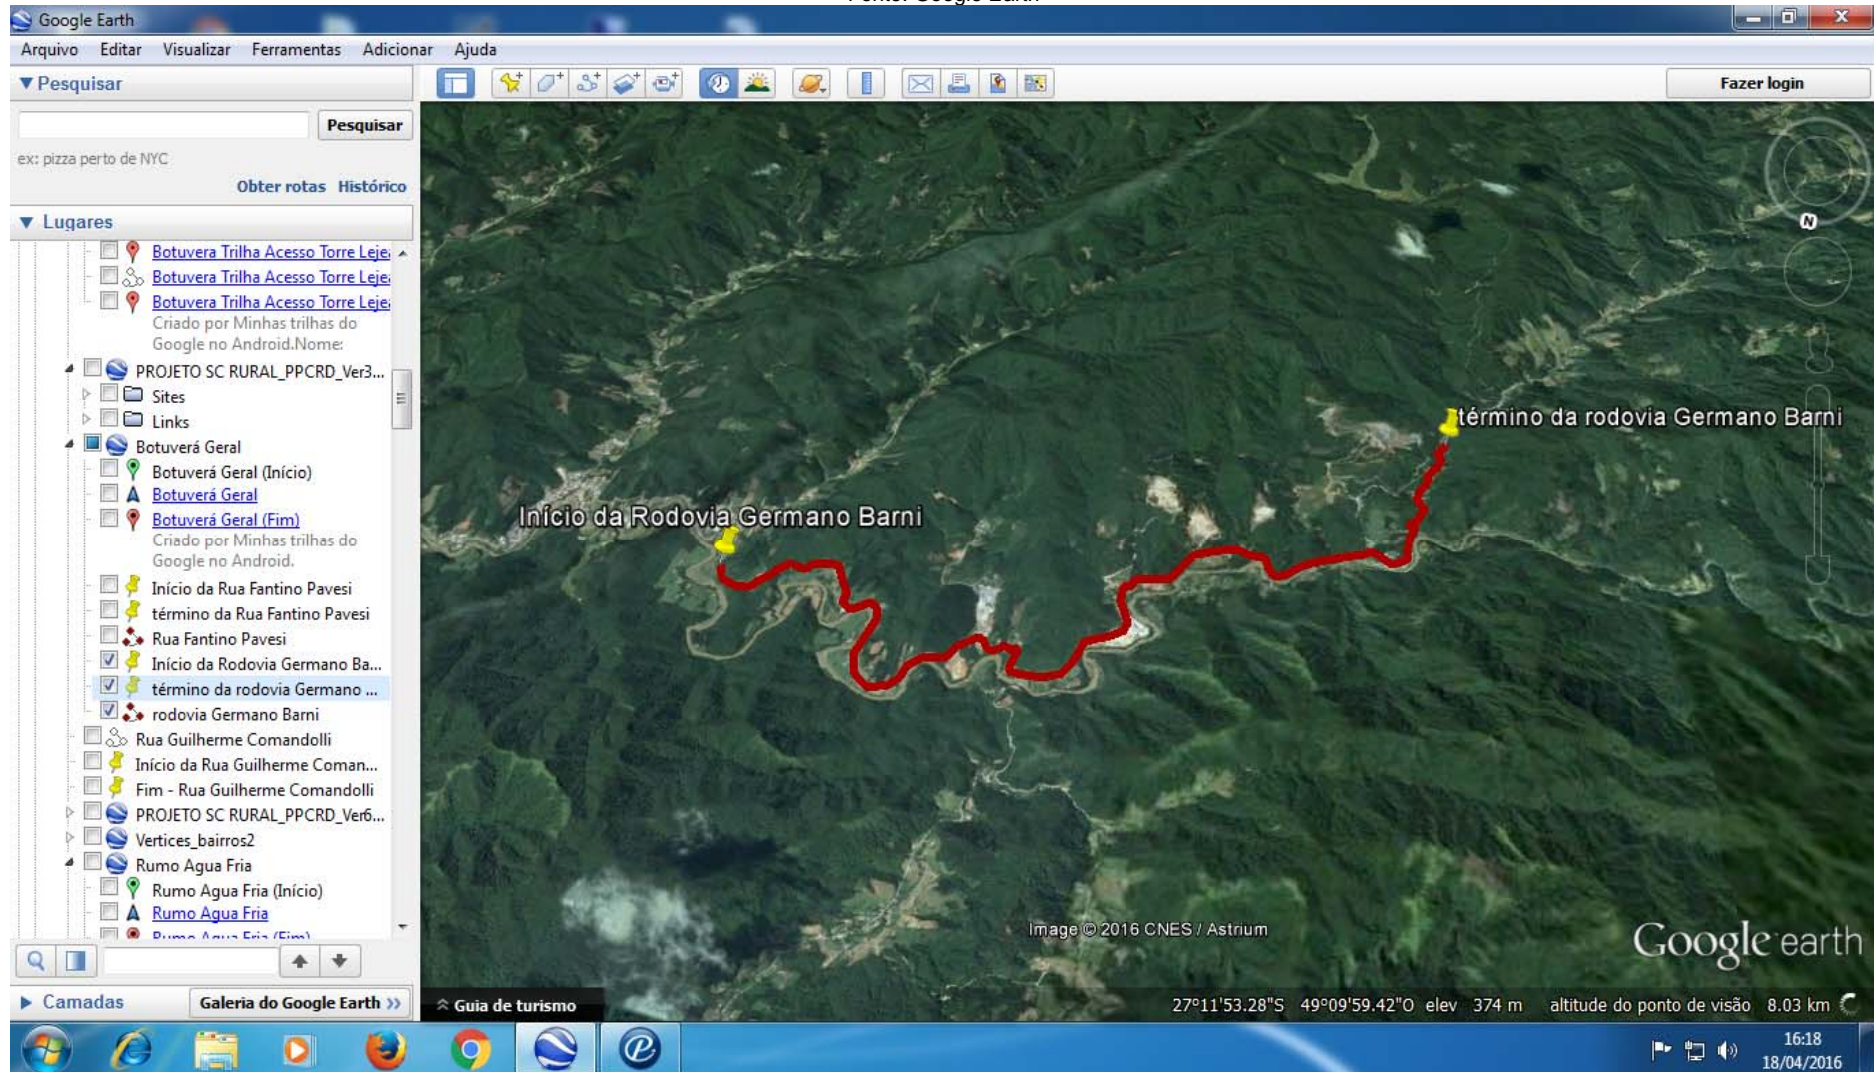 Fonte: Google Earth
Google Earth
Arquivo Editar Visualizar Ferramentas Adicionar Ajuda
Pesquisar
Fazer login
Pesquisar
ex: pizza perto de NYC
Obter rotas Histórico
Lugares
Botuvera Trilha Acesso Torre Leje
Botuvera Trilha Acesso Torre Leje
Botuvera Trilha Acesso Torre Leje
Criado por Minhas trilhas do
Google no Android.Nome:
PROJETO SC RURAL_PPCRD_Ver3...
Sites
Links
Botuverá Geral
Botuverá Geral (Início)
Botuverá Geral
Botuverá Geral (Fim)
Criado por Minhas trilhas do
Google no Android.
Início da Rua Fantino Pavesi
término da Rua Fantino Pavesi
Rua Fantino Pavesi
Início da Rodovia Germano Ba...
término da rodovia Germano ...
rodovia Germano Barni
Rua Guilherme Comandolli
Início da Rua Guilherme Coman...
Fim - Rua Guilherme Comandolli
PROJETO SC RURAL_PPCRD_Ver6...
Vertices_bairros2
Rumo Agua Fria
Rumo Agua Fria (Início)
Rumo Agua Fria
Rumo Agua Fria (Fim)
Camadas
Galeria do Google Earth >>
N
término da rodovia Germano Barni
Início da Rodovia Germano Barni
Image © 2016 CNES / Astrium
Google earth
Guia de turismo
27°11'53.28"S 49°09'59.42"O elev 374 m altitude do ponto de visão 8.03 km
16:18
18/04/2016